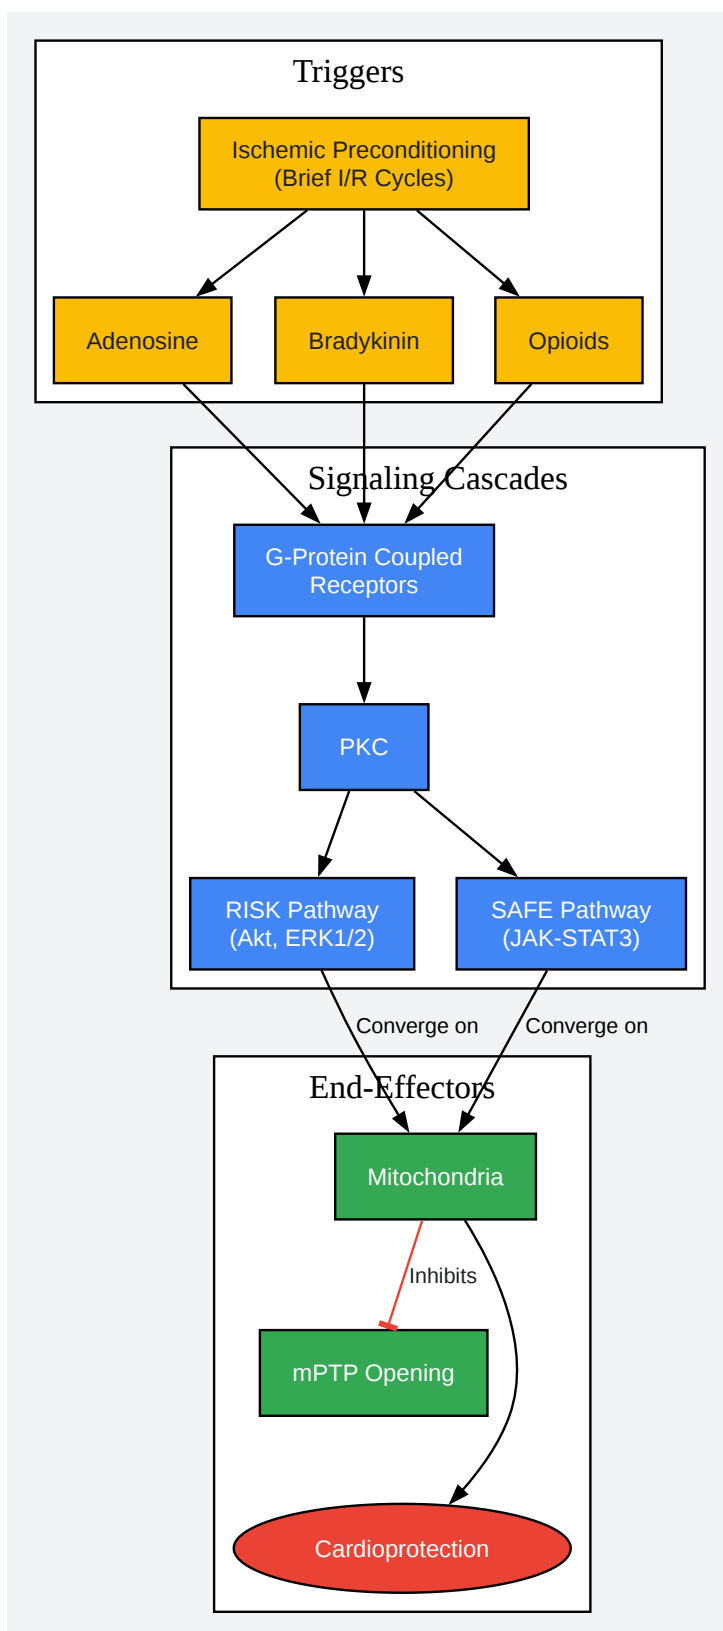 Triggers
Ischemic Preconditioning
(Brief I/R Cycles)
Adenosine
Bradykinin
Opioids
Signaling Cascades
G-Protein Coupled
Receptors
PKC
RISK Pathway
(Akt, ERK1/2)
SAFE Pathway
(JAK-STAT3)
Converge on
Converge on
End-Effectors
Mitochondria
Inhibits
mPTP Opening
Cardioprotection